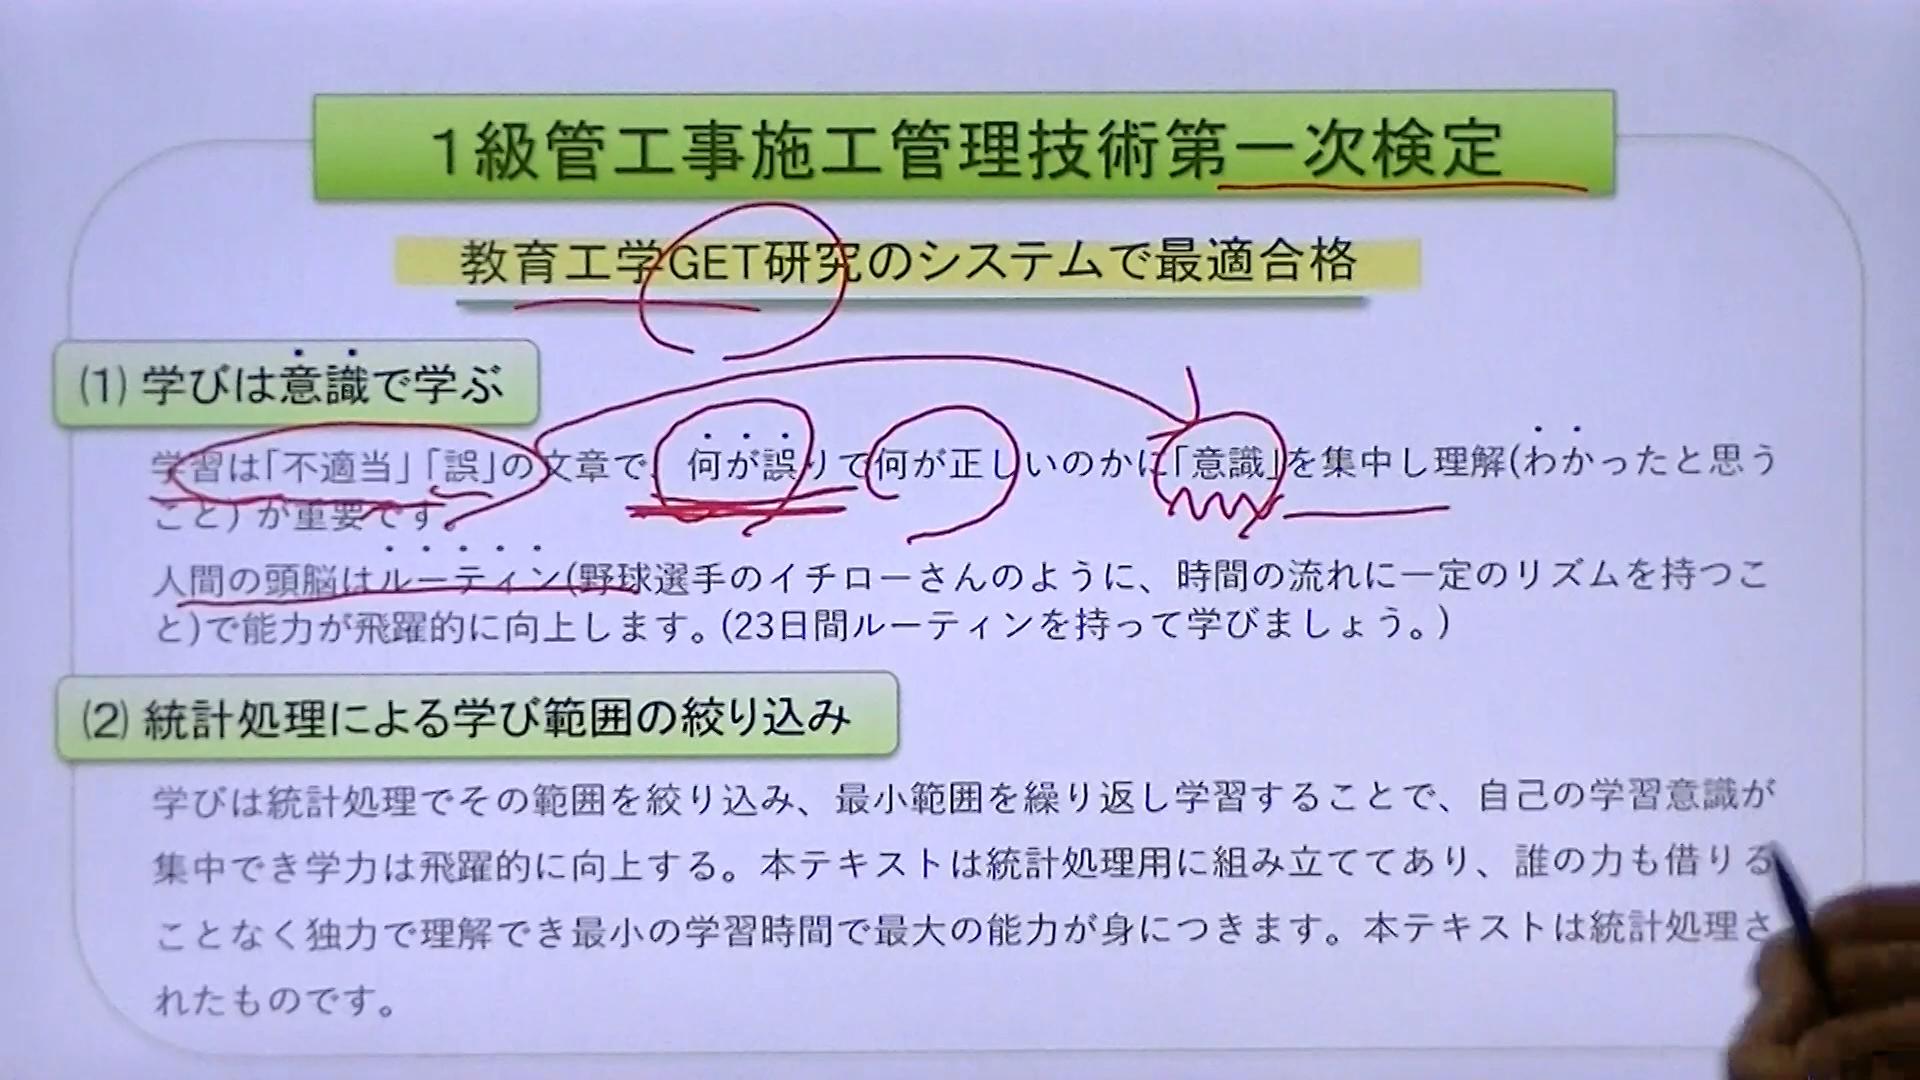 1級管工事施工管理技術第一次検定
教育工学GET研究のシステムで最適合格
(1) 学びは意識で学ぶ
学習は「不適当」「誤」の文章で、何が誤りで何が正しいのかに「意識」を集中し理解(わかったと思う
こと)が重要です。
人間の頭脳はルーティン(野球選手のイチローさんのように、時間の流れに一定のリズムを持つこ
と)で能力が飛躍的に向上します。(23日間ルーティンを持って学びましょう。)
(2) 統計処理による学び範囲の絞り込み
学びは統計処理でその範囲を絞り込み、最小範囲を繰り返し学習することで、自己の学習意識が
集中でき学力は飛躍的に向上する。本テキストは統計処理用に組み立ててあり、誰の力も借りる
ことなく独力で理解でき最小の学習時間で最大の能力が身につきます。本テキストは統計処理さ
れたものです。